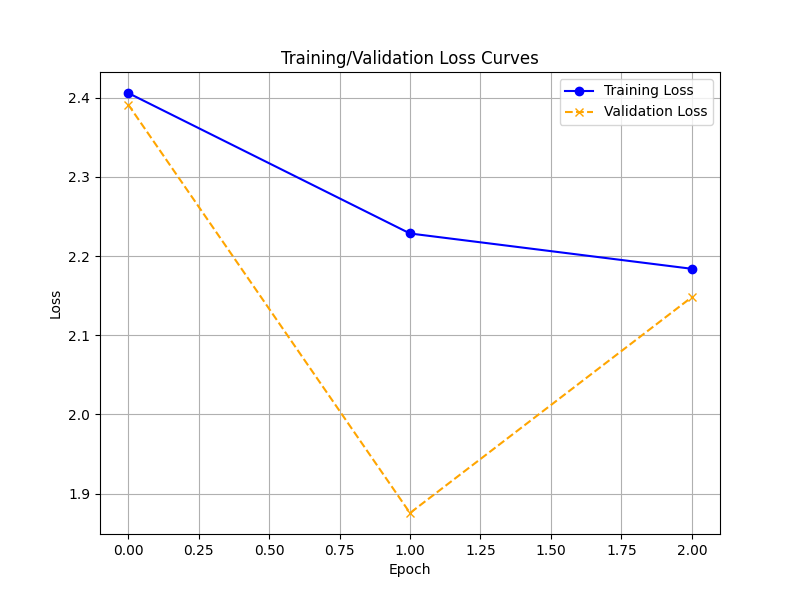 Training/Validation Loss Curves
Training Loss
Validation Loss
2.4
2.3
2.2
2.1
2.0
1.9
Loss
0.00 0.25 0.50 0.75 1.00 1.25 1.50 1.75 2.00
Epoch